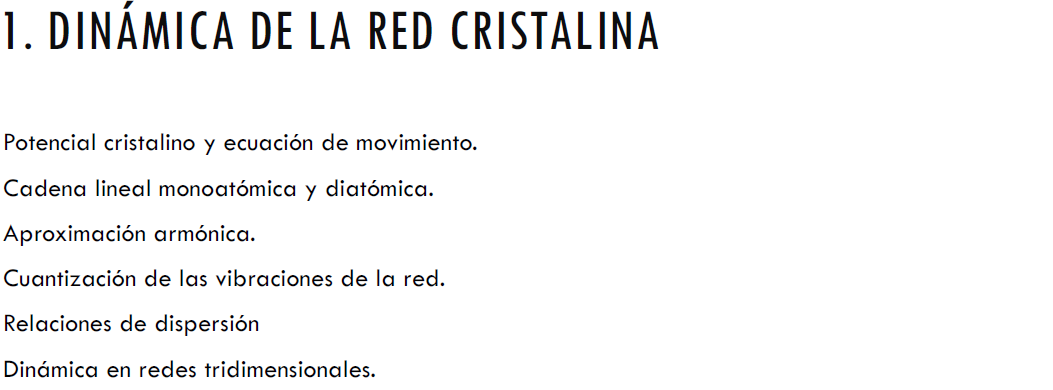 1. DINÁMICA DE LA RED CRISTALINA
Potencial cristalino y ecuación de movimiento.
Cadena lineal monoatómica y diatómica.
Aproximación armónica.
Cuantización de las vibraciones de la red.
Relaciones de dispersión
Dinámica en redes tridimensionales.